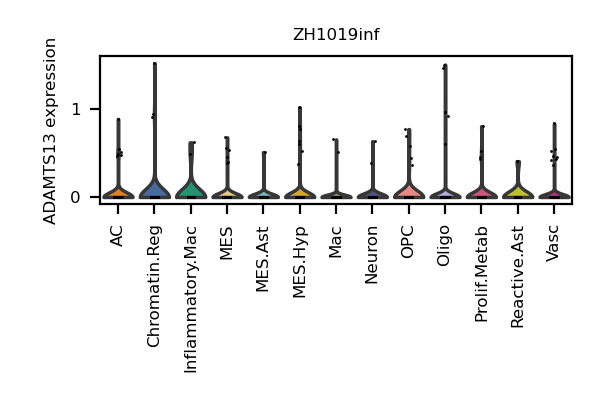 ZH1019inf
ADAMTS13 expression
1
0
AC
Chromatin.Reg
Inflammatory.Mac
MES
MES.Ast
MES.Hyp
Mac
Neuron
OPC
Oligo
Prolif.Metab
Reactive.Ast
Vasc